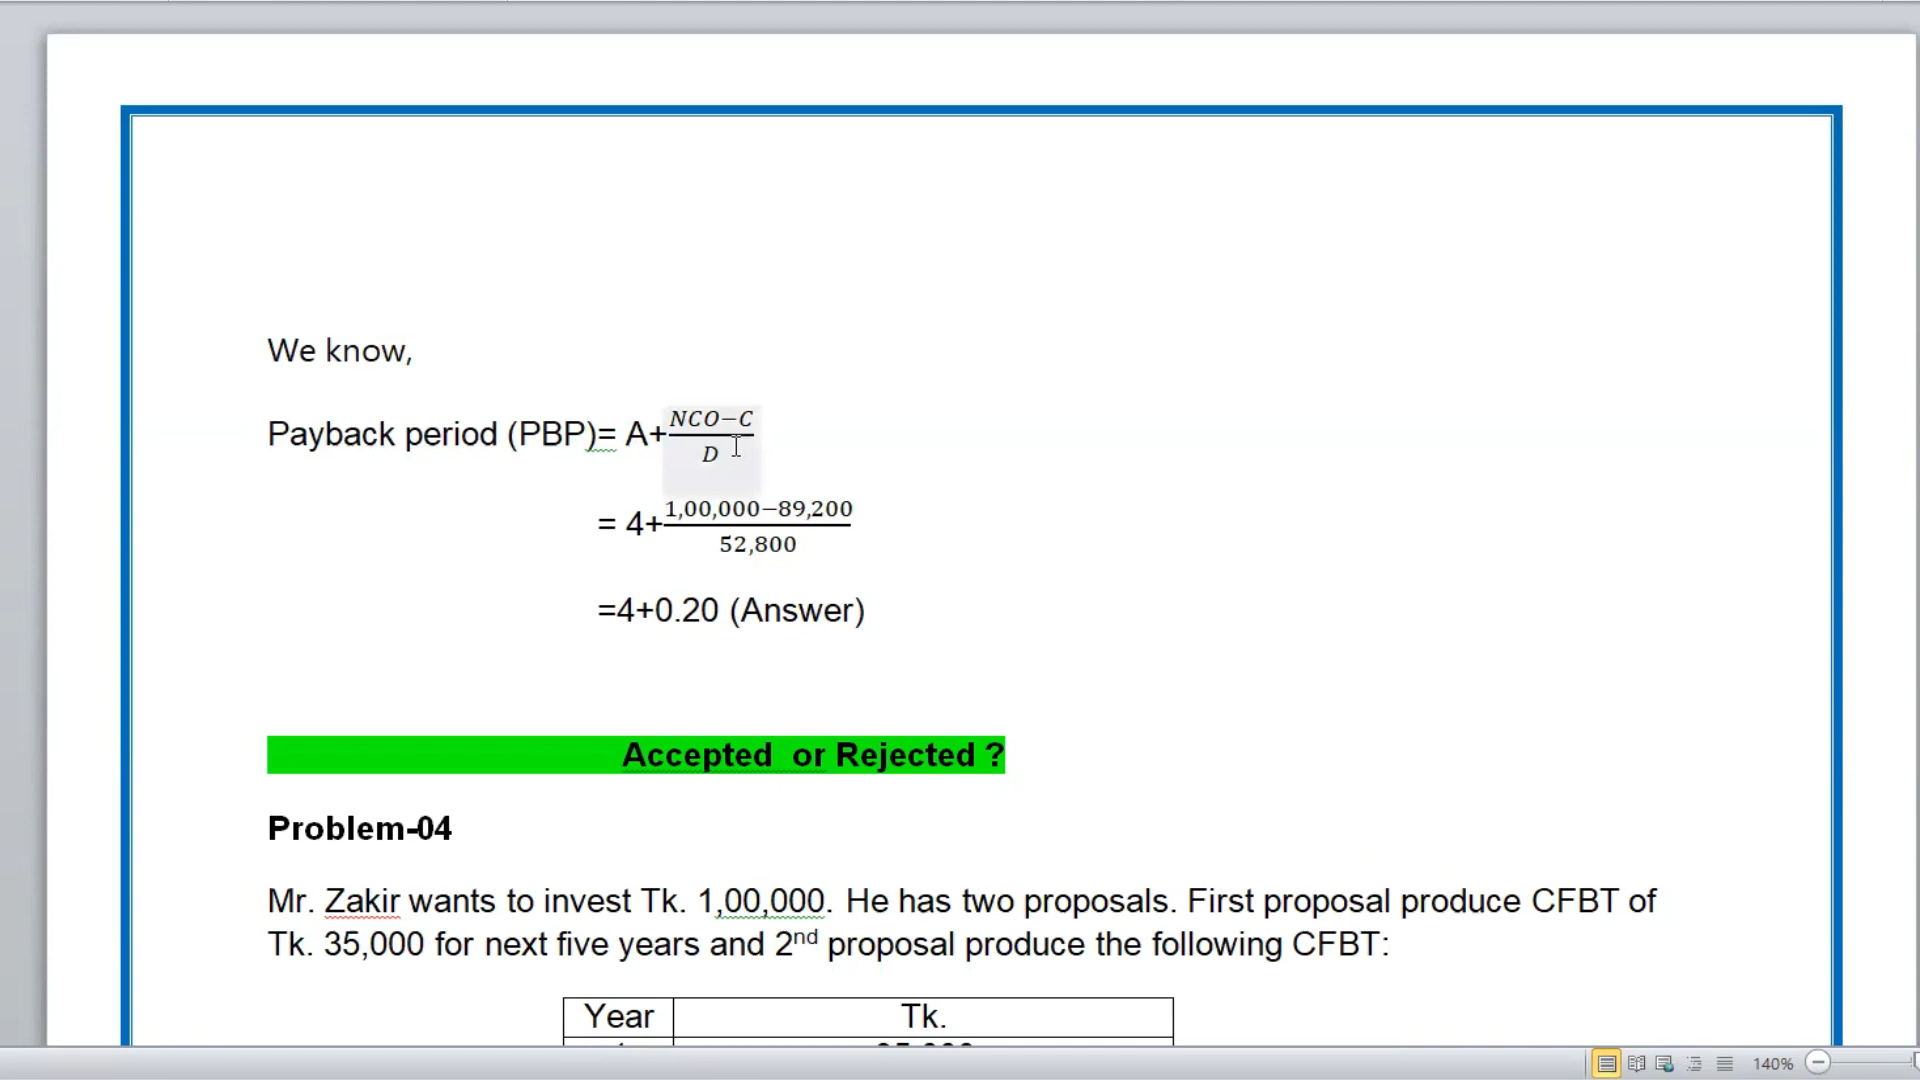 We know,
Payback period (PBP)= A+\frac{NCO-C}{D}
= 4+\frac{1,00,000-89,200}{52,800}
=4+0.20 (Answer)
Accepted or Rejected ?
Problem-04
Mr. Zakir wants to invest Tk. 1,00,000. He has two proposals. First proposal produce CFBT of
Tk. 35,000 for next five years and 2nd proposal produce the following CFBT:
Year Tk.
140%